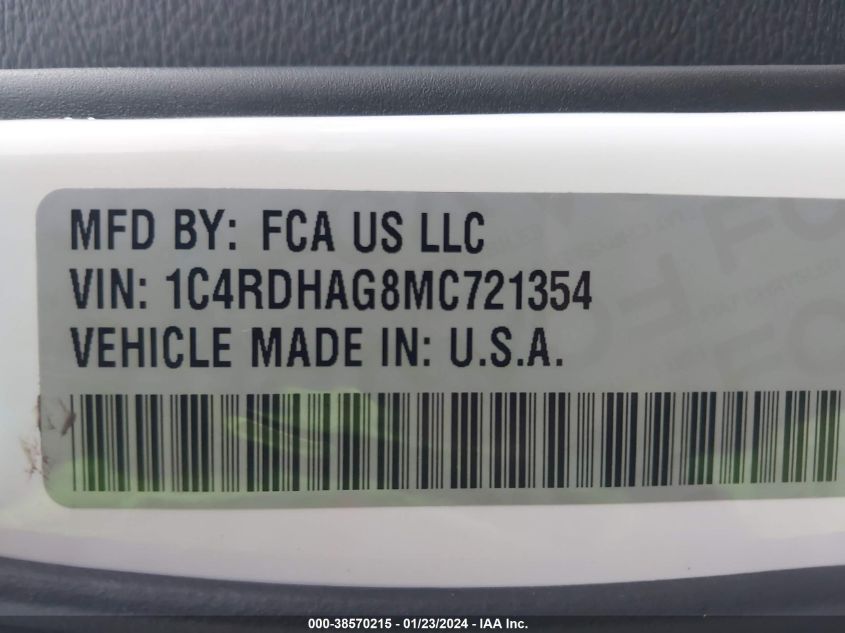 MFD BY: FCA US LLC
VIN: 1C4RDHAG8MC721354
VEHICLE MADE IN: U.S.A.
000-38570215 - 01/23/2024 - IAA Inc.